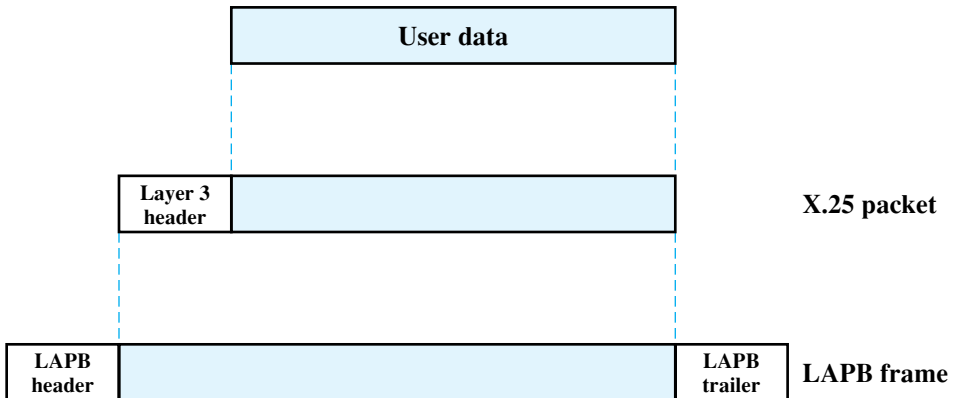 User data
Layer 3
header
X.25 packet
LAPB
header
LAPB
trailer
LAPB frame